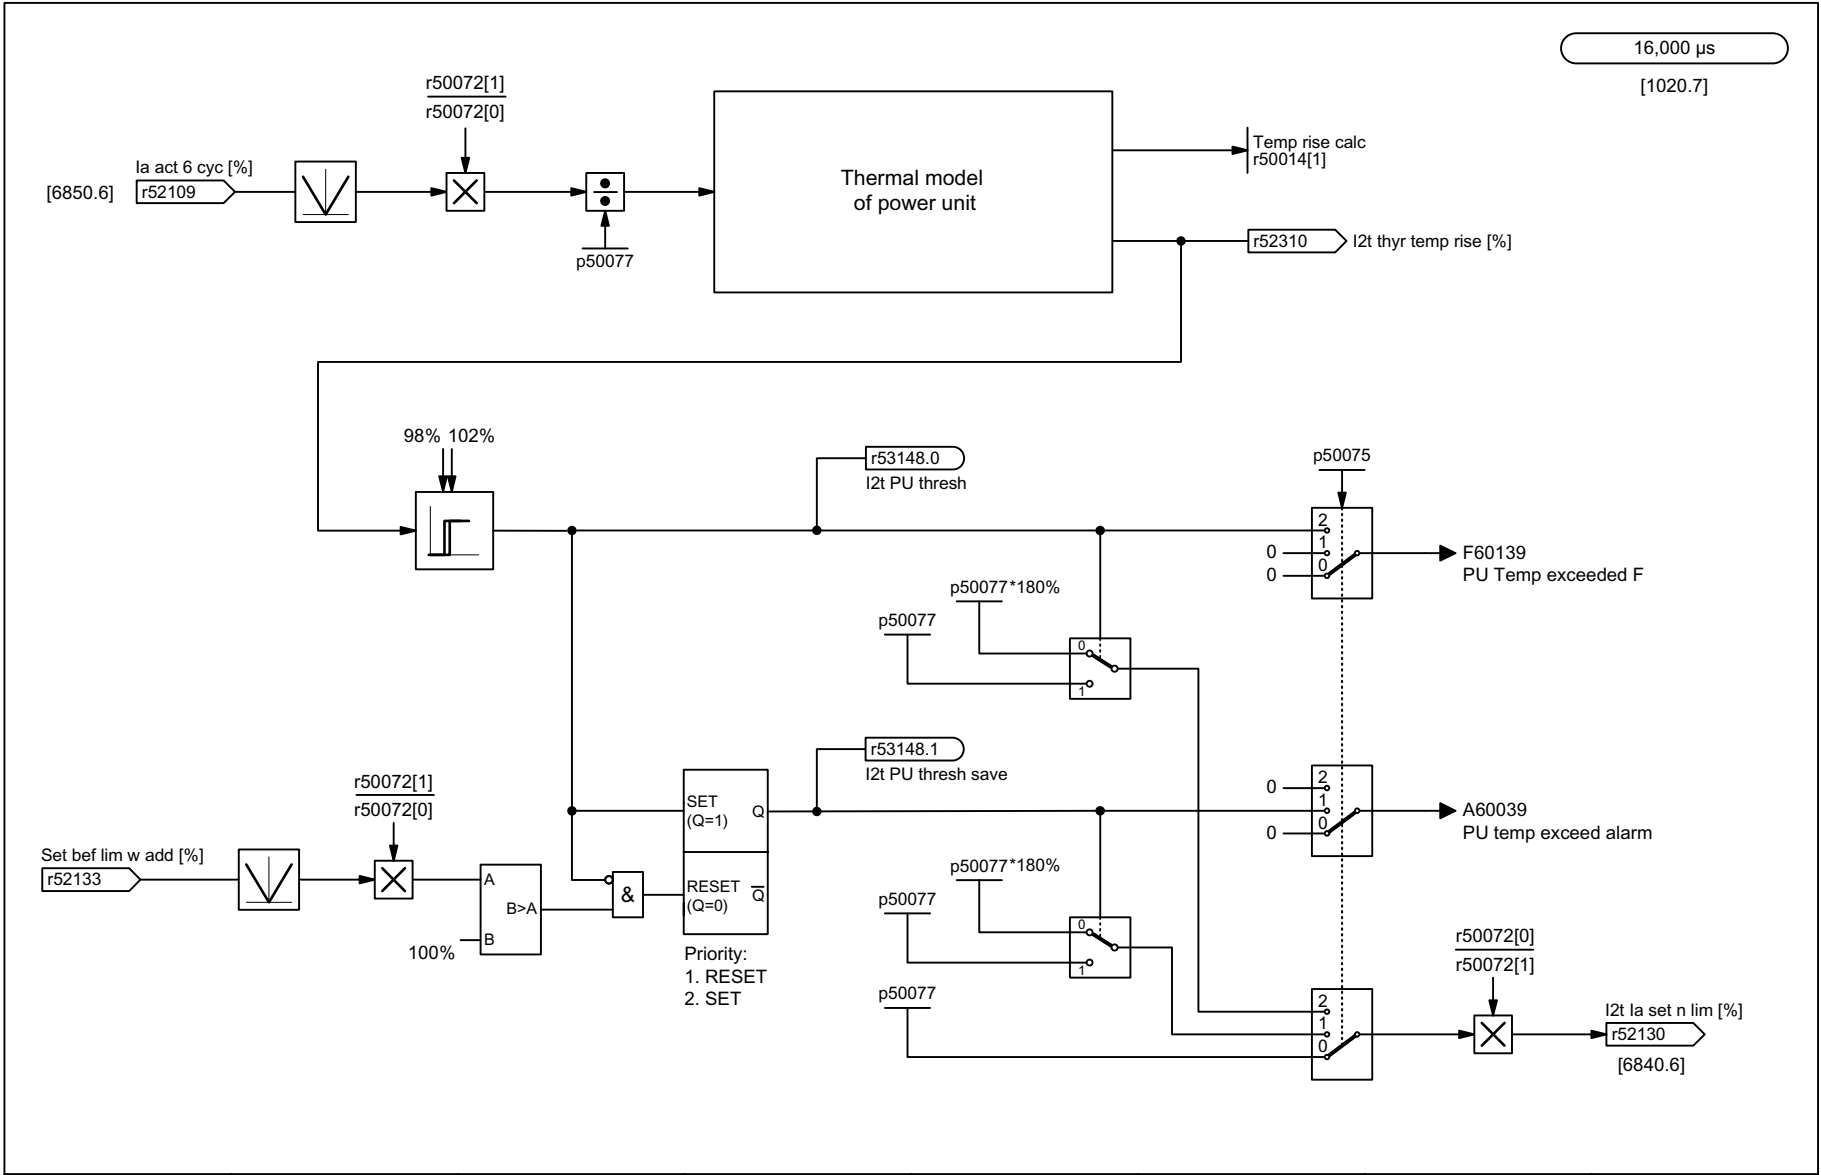 16,000 µs
[1020.7]
r50072[1]
r50072[0]
Ia act 6 cyc [%]
[6850.6]
r52109
p50077
Thermal model
of power unit
Temp rise calc
r50014[1]
r52310
I2t thyr temp rise [%]
98% 102%
r53148.0
I2t PU thresh
p50075
2
1
0
0
0
F60139
PU Temp exceeded F
p50077*180%
p50077
0
1
r53148.1
I2t PU thresh save
r50072[1]
r50072[0]
Set bef lim w add [%]
r52133
A
B>A
B
100%
&
SET
(Q=1)
Q
RESET
(Q=0)
Q
Priority:
1. RESET
2. SET
2
1
0
0
0
A60039
PU temp exceed alarm
p50077*180%
p50077
0
1
p50077
2
1
0
r50072[0]
r50072[1]
I2t Ia set n lim [%]
r52130
[6840.6]